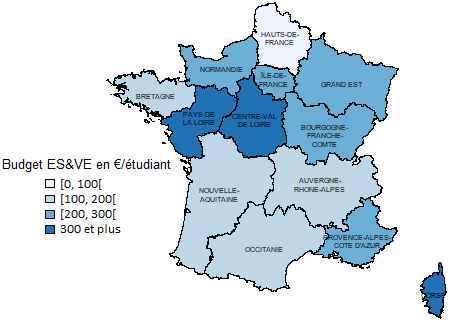 HAUTS-DE-
FRANCE
NORMANDIE
ÎLE-DE-
FRANCE
GRAND EST
BRETAGNE
PAYS DE
LA LOIRE
CENTRE-VAL
DE LOIRE
BOURGOGNE-
FRANCHE-
COMTE
Budget ES&VE en €/étudiant
[0, 100[
[100, 200[
[200, 300[
300 et plus
NOUVELLE-
AQUITAINE
AUVERGNE-
RHONE-ALPES
OCCITANIE
PROVENCE-ALPES-
COTE D'AZUR
CORSE